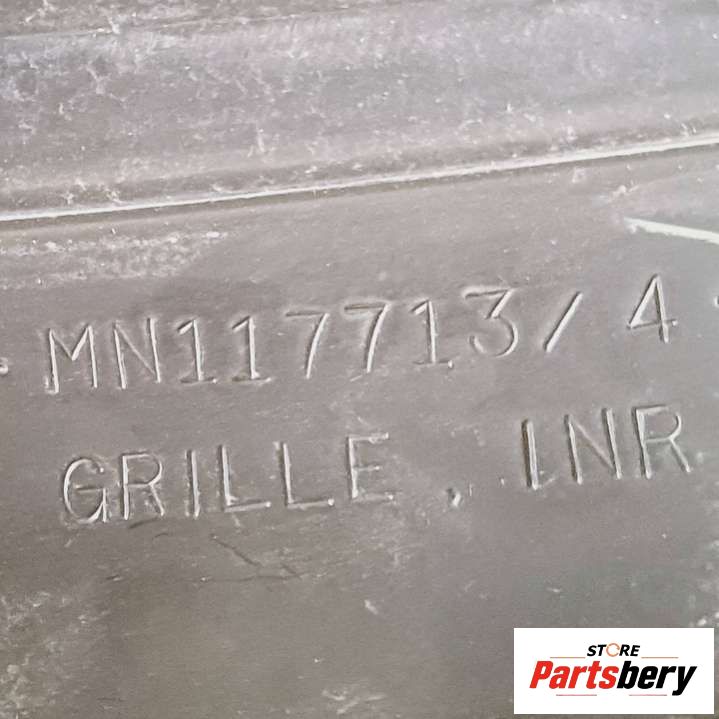 MN117713/4
GRILLE, INR
STORE
Partsbery